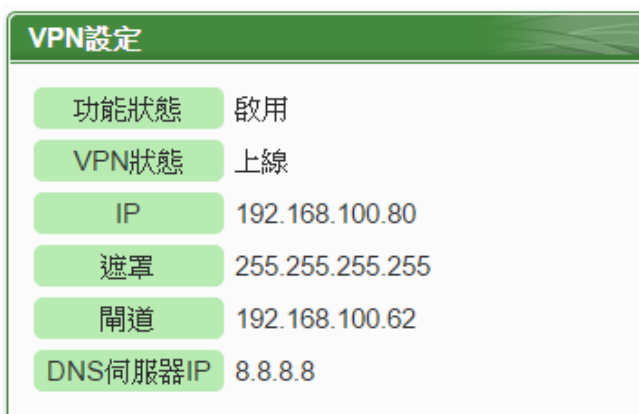 VPN設定
功能狀態 啟用
VPN狀態 上線
IP 192.168.100.80
遮罩 255.255.255.255
閘道 192.168.100.62
DNS伺服器IP 8.8.8.8